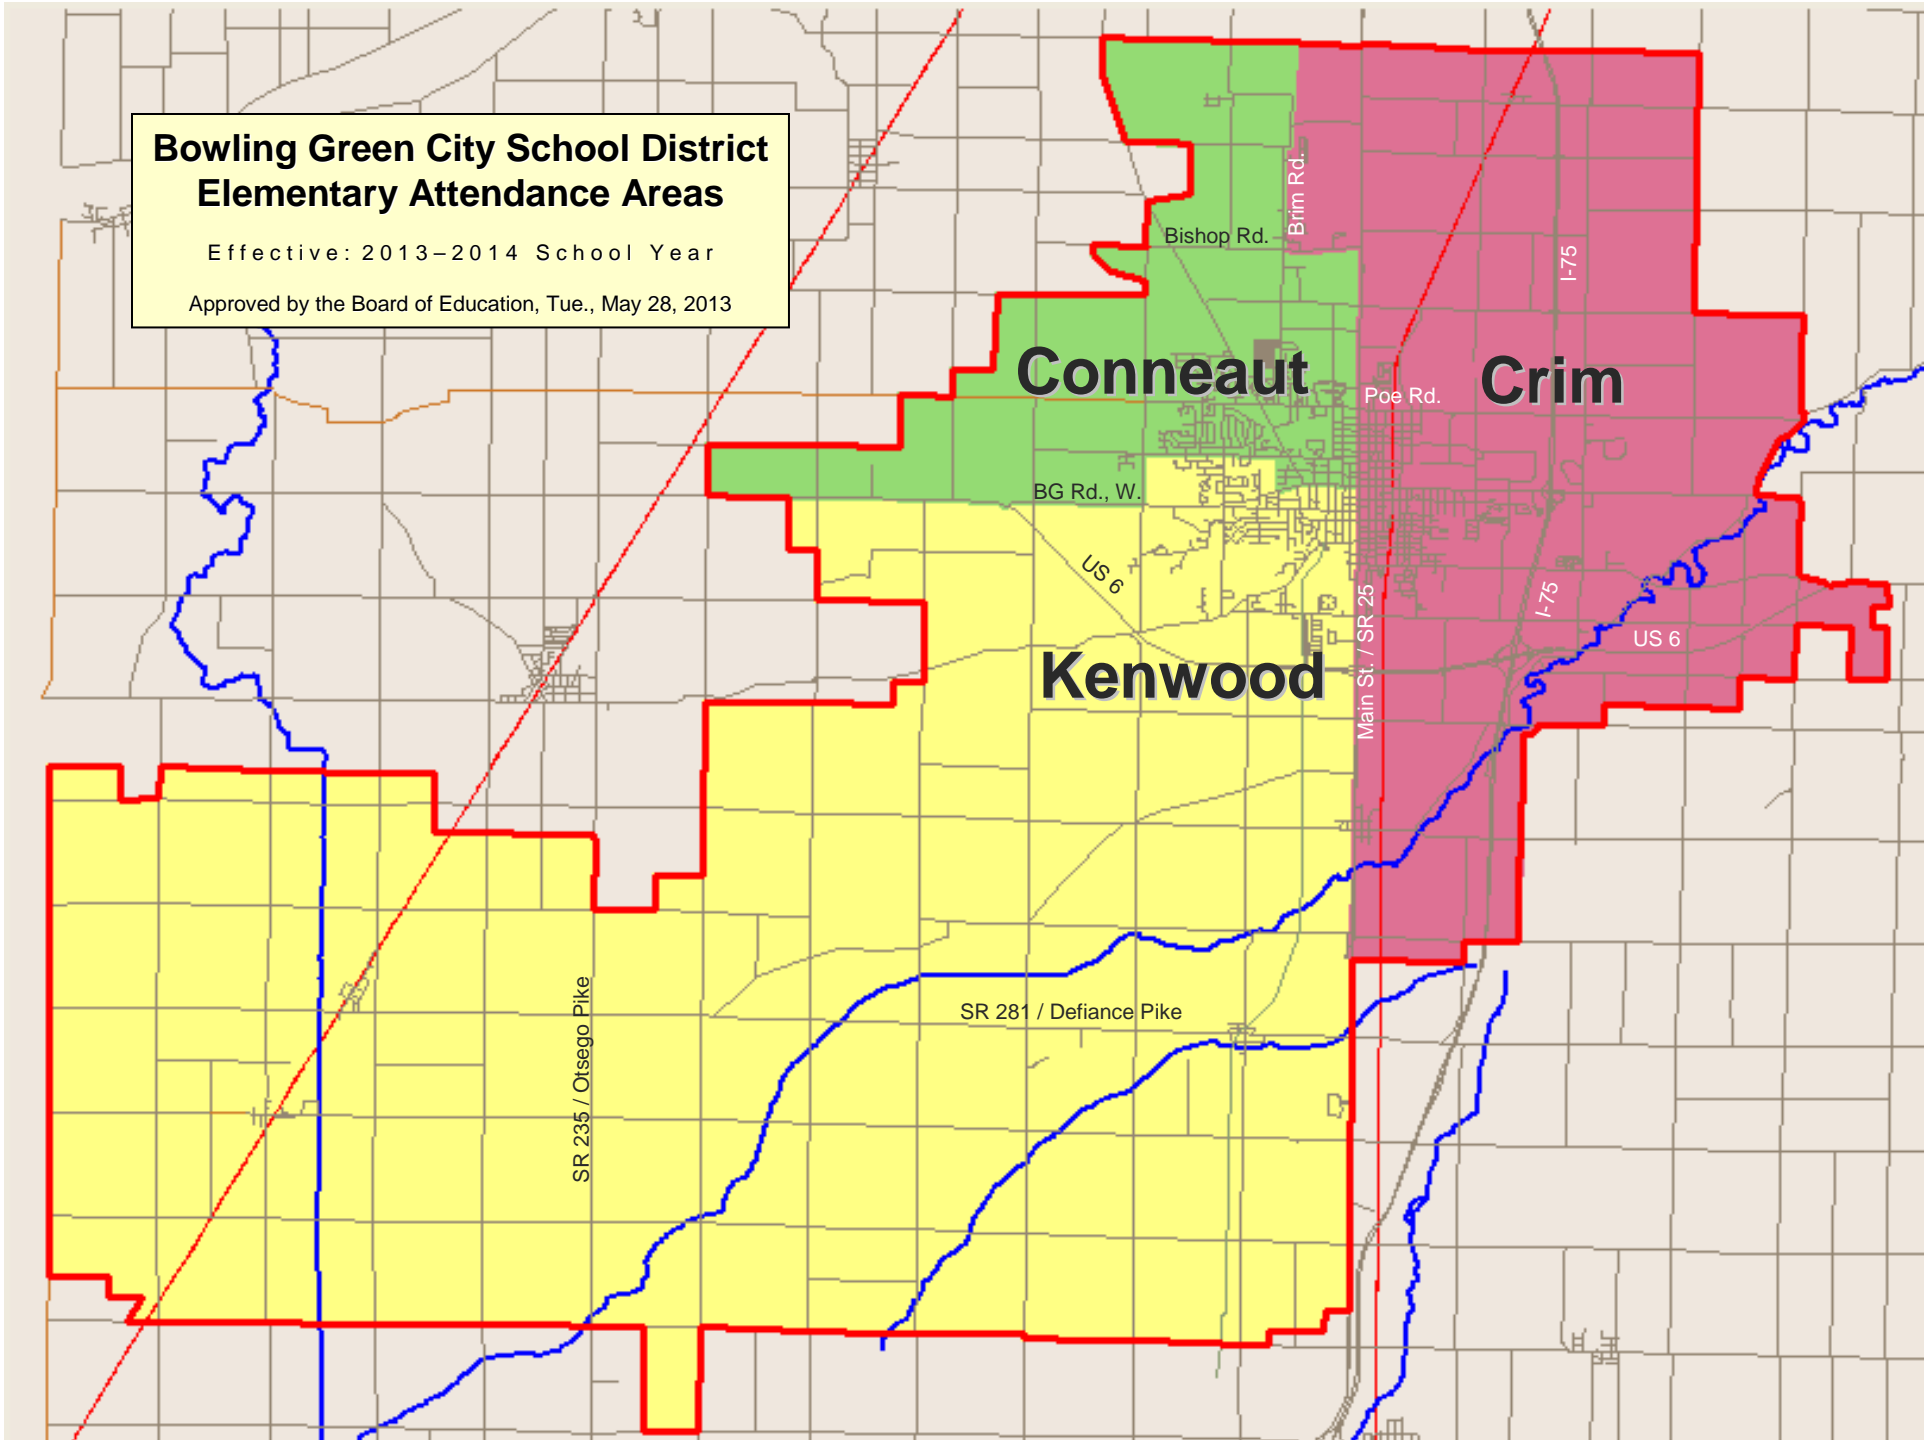 Bowling Green City School District
Elementary Attendance Areas
Effective: 2013–2014 School Year
Approved by the Board of Education, Tue., May 28, 2013
Brim Rd.
Bishop Rd.
I-75
Conneaut
Crim
Poe Rd.
BG Rd., W.
US 6
I-75
Main St. / SR 25
US 6
Kenwood
SR 235 / Otsego Pike
SR 281 / Defiance Pike